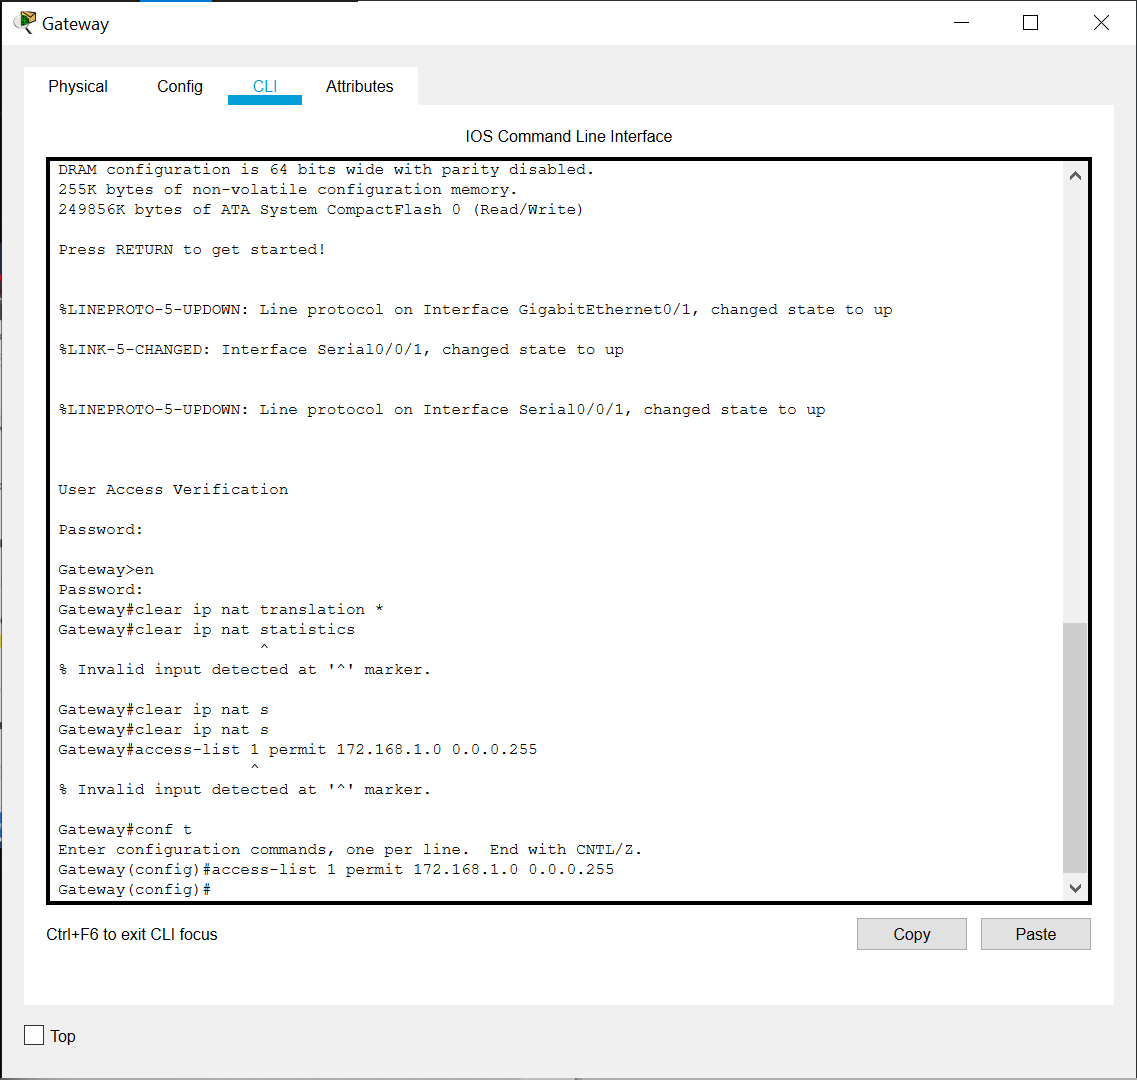 Gateway
Physical Config CLI Attributes
IOS Command Line Interface
DRAM configuration is 64 bits wide with parity disabled.
255K bytes of non-volatile configuration memory.
249856K bytes of ATA System CompactFlash 0 (Read/Write)
Press RETURN to get started!
%LINEPROTO-5-UPDOWN: Line protocol on Interface GigabitEthernet0/1, changed state to up
%LINK-5-CHANGED: Interface Serial0/0/1, changed state to up
%LINEPROTO-5-UPDOWN: Line protocol on Interface Serial0/0/1, changed state to up
User Access Verification
Password:
Gateway>en
Password:
Gateway#clear ip nat translation *
Gateway#clear ip nat statistics
^
% Invalid input detected at '^' marker.
Gateway#clear ip nat s
Gateway#clear ip nat s
Gateway#access-list 1 permit 172.168.1.0 0.0.0.255
^
% Invalid input detected at '^' marker.
Gateway#conf t
Enter configuration commands, one per line.  End with CNTL/Z.
Gateway(config)#access-list 1 permit 172.168.1.0 0.0.0.255
Gateway(config)#
Ctrl+F6 to exit CLI focus
Copy Paste
Top